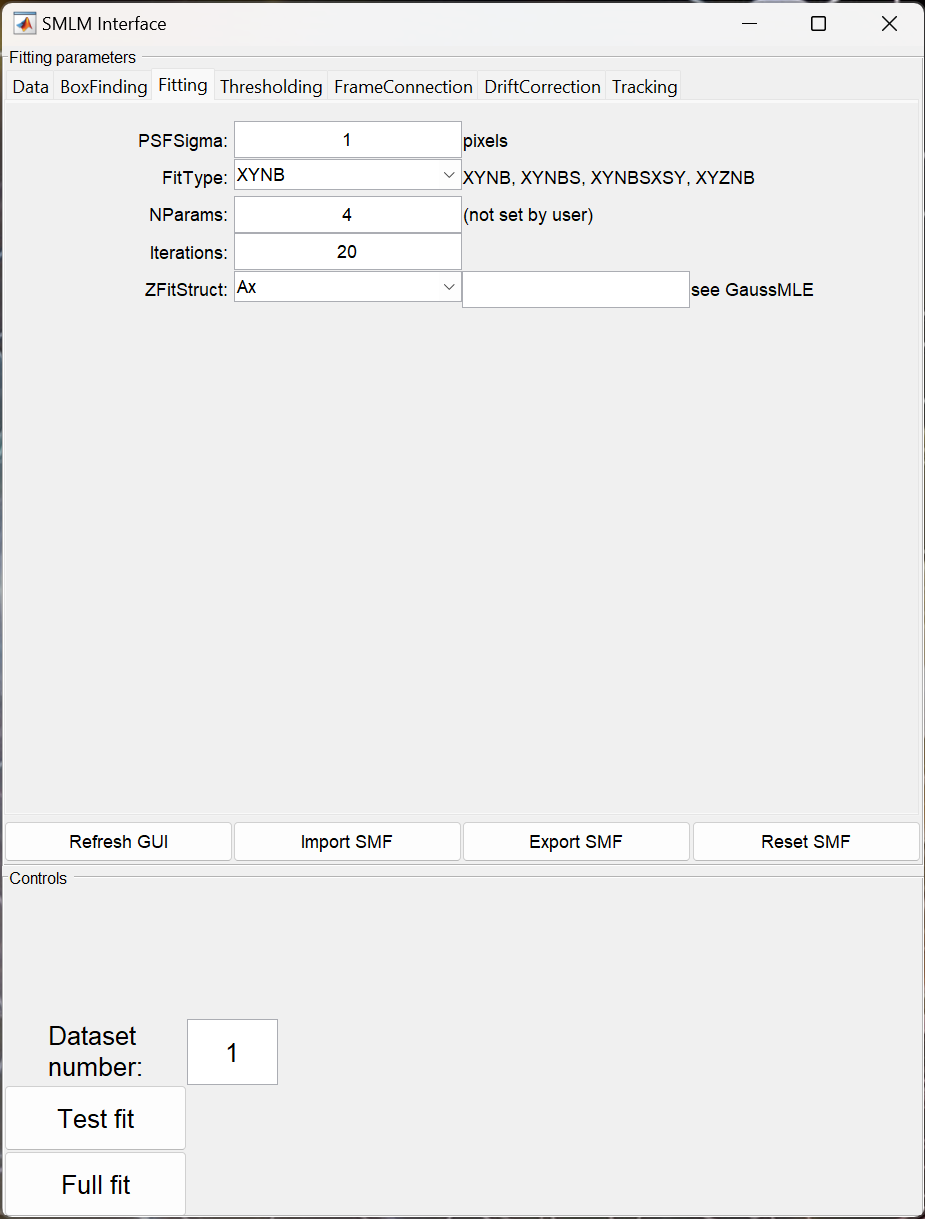 SMLM Interface
Fitting parameters
Data BoxFinding Fitting Thresholding FrameConnection DriftCorrection Tracking
PSFSigma: 1 pixels
FitType: XYNB XYNB, XYNBS, XYNBSXSY, XYZNB
NParams: 4 (not set by user)
Iterations: 20
ZFitStruct: Ax see GaussMLE
Refresh GUI Import SMF Export SMF Reset SMF
Controls
Dataset
number: 1
Test fit
Full fit